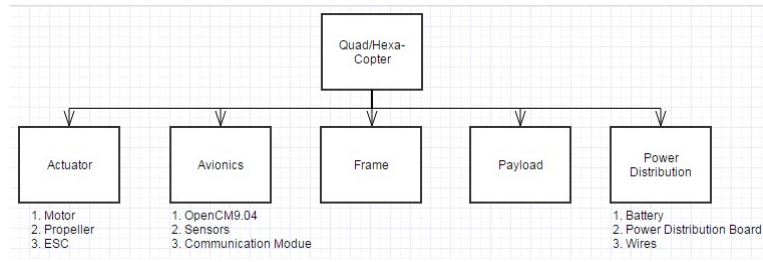 Quad/Hexa-
Copter
Actuator
Avionics
Frame
Payload
Power
Distribution
1. Motor
2. Propeller
3. ESC
1. OpenCM9.04
2. Sensors
3. Communication Modue
1. Battery
2. Power Distribution Board
3. Wires